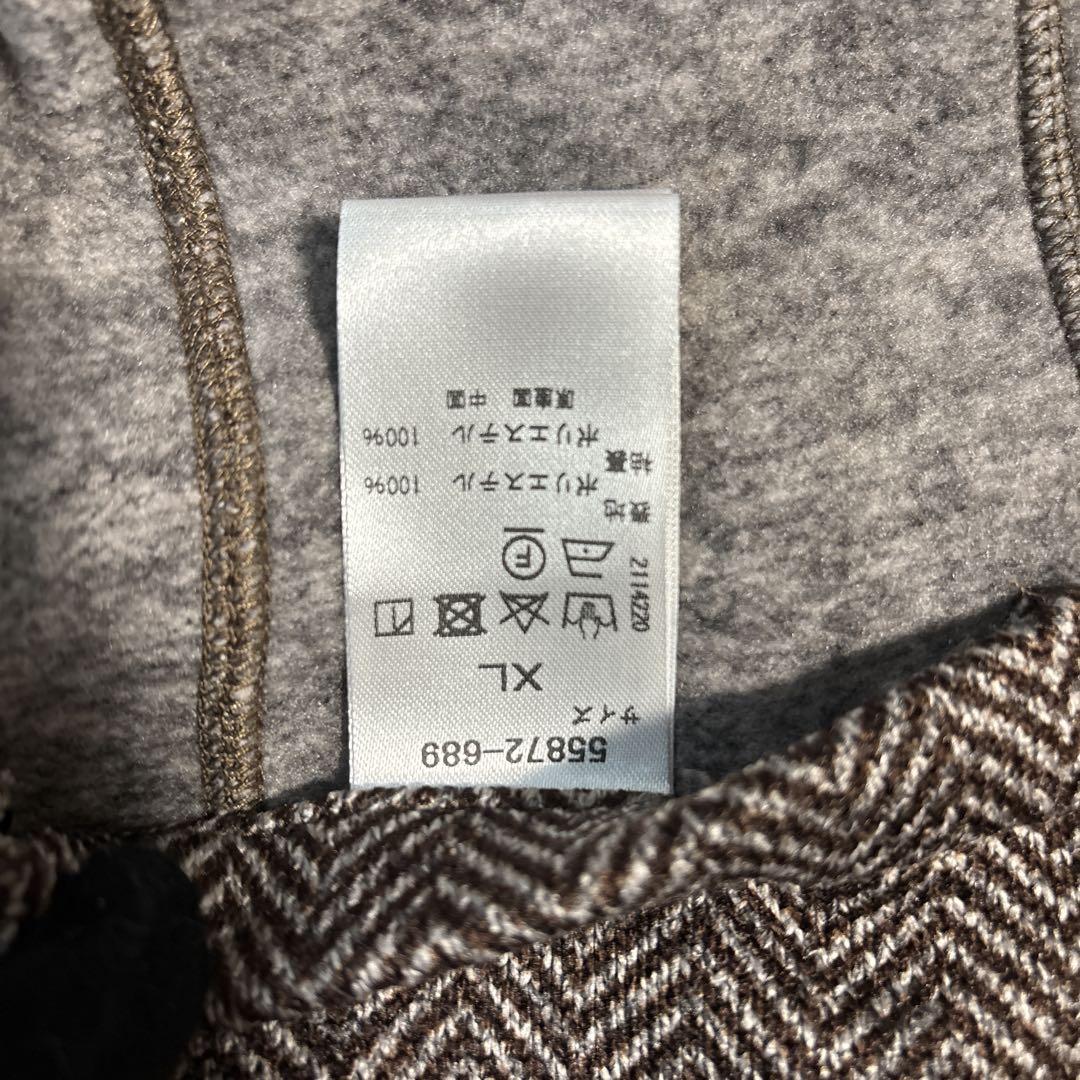 55872-689
サイズ
XL
2114220
F
表地
ポリエステル 100%
袖裏
ポリエステル 100%
原産国 中国